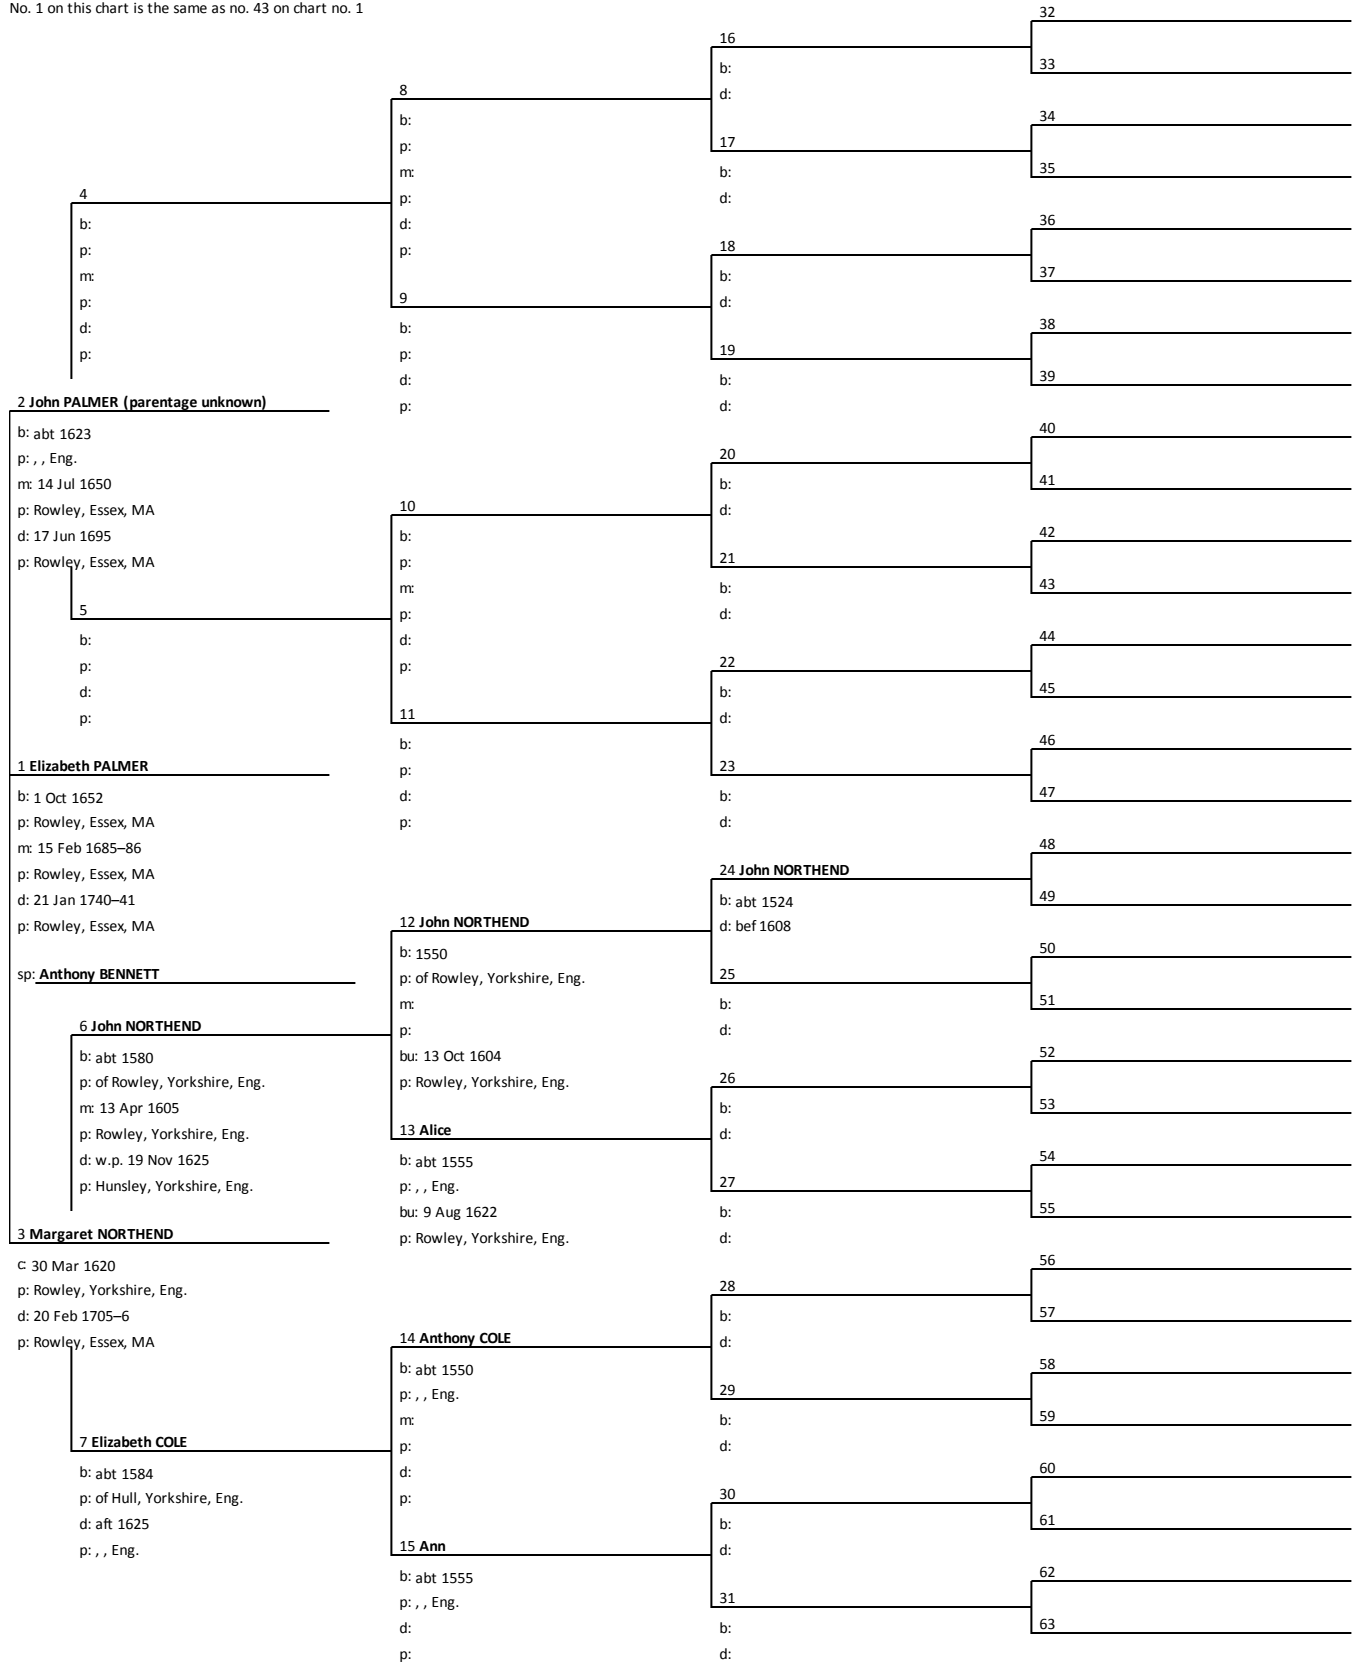 No. 1 on this chart is the same as no. 43 on chart no. 1
2 John PALMER (parentage unknown)
b: abt 1623
p: , , Eng.
m: 14 Jul 1650
p: Rowley, Essex, MA
d: 17 Jun 1695
p: Rowley, Essex, MA
1 Elizabeth PALMER
b: 1 Oct 1652
p: Rowley, Essex, MA
m: 15 Feb 1685–86
p: Rowley, Essex, MA
d: 21 Jan 1740–41
p: Rowley, Essex, MA
sp: Anthony BENNETT
3 Margaret NORTHEND
c: 30 Mar 1620
p: Rowley, Yorkshire, Eng.
d: 20 Feb 1705–6
p: Rowley, Essex, MA
4
b:
p:
m:
p:
d:
p:
5
b:
p:
d:
p:
6 John NORTHEND
b: abt 1580
p: of Rowley, Yorkshire, Eng.
m: 13 Apr 1605
p: Rowley, Yorkshire, Eng.
d: w.p. 19 Nov 1625
p: Hunsley, Yorkshire, Eng.
7 Elizabeth COLE
b: abt 1584
p: of Hull, Yorkshire, Eng.
d: aft 1625
p: , , Eng.
8
b:
p:
m:
p:
d:
p:
9
b:
p:
d:
p:
10
b:
p:
m:
p:
d:
p:
11
b:
p:
d:
p:
12 John NORTHEND
b: 1550
p: of Rowley, Yorkshire, Eng.
m:
p:
bu: 13 Oct 1604
p: Rowley, Yorkshire, Eng.
13 Alice
b: abt 1555
p: , , Eng.
bu: 9 Aug 1622
p: Rowley, Yorkshire, Eng.
14 Anthony COLE
b: abt 1550
p: , , Eng.
m:
p:
d:
p:
15 Ann
b: abt 1555
p: , , Eng.
d:
p:
16
b:
d:
17
b:
d:
18
b:
d:
19
b:
d:
20
b:
d:
21
b:
d:
22
b:
d:
23
b:
d:
24 John NORTHEND
b: abt 1524
d: bef 1608
25
b:
d:
26
b:
d:
27
b:
d:
28
b:
d:
29
b:
d:
30
b:
d:
31
b:
d:
32
33
34
35
36
37
38
39
40
41
42
43
44
45
46
47
48
49
50
51
52
53
54
55
56
57
58
59
60
61
62
63